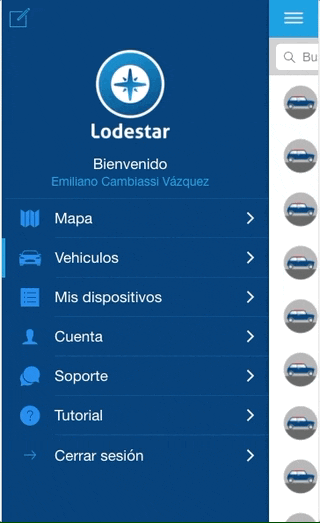 Lodestar
Bienvenido
Emiliano Cambiassi Vázquez
Mapa
Vehiculos
Mis dispositivos
Cuenta
Soporte
Tutorial
Cerrar sesión
Bu